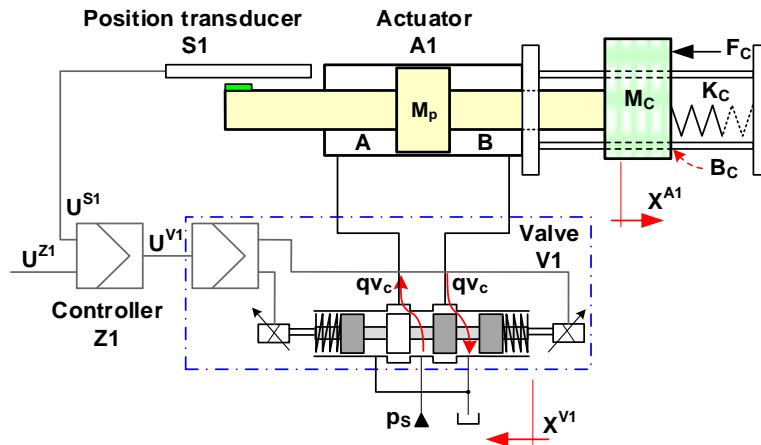 Position transducer
S1
Actuator
A1
F_C
M_C
K_C
M_p
A
B
B_C
X^A1
U^S1
U^Z1
U^V1
Controller
Z1
Valve
V1
qv_c
qv_c
p_S
X^V1